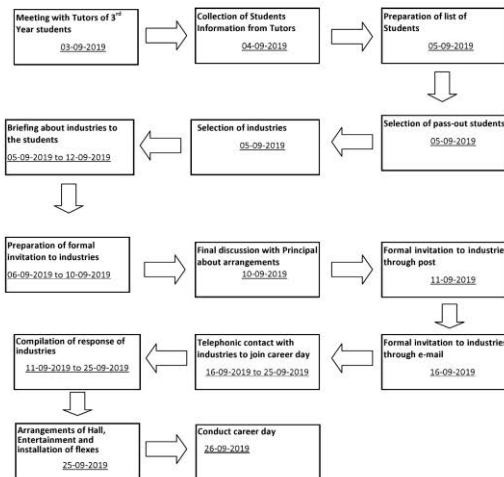 Meeting with Tutors of 3rd
Year students
03-09-2019
Collection of Students
Information from Tutors
04-09-2019
Preparation of list of
Students
05-09-2019
Selection of pass-out students
05-09-2019
Selection of industries
05-09-2019
Briefing about industries to
the students
05-09-2019 to 12-09-2019
Preparation of formal
invitation to industries
06-09-2019 to 10-09-2019
Final discussion with Principal
about arrangements
10-09-2019
Formal invitation to industries
through post
11-09-2019
Formal invitation to industries
through e-mail
16-09-2019
Telephonic contact with
industries to join career day
16-09-2019 to 25-09-2019
Compilation of response of
industries
11-09-2019 to 25-09-2019
Arrangements of Hall,
Entertainment and
installation of flexes
25-09-2019
Conduct career day
26-09-2019